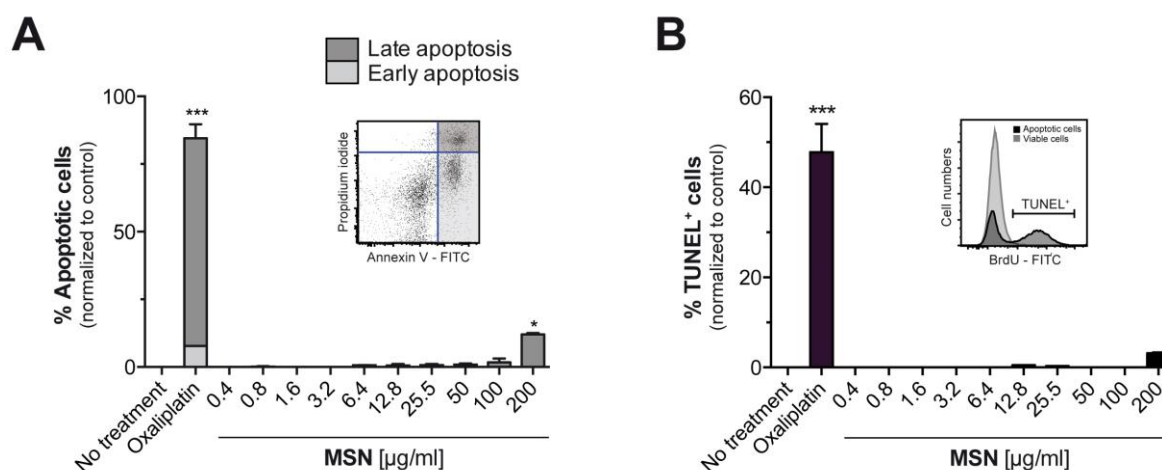 A
Late apoptosis
Early apoptosis
% Apoptotic cells
(normalized to control)
100
50
0
***
*
Propidium iodide
Annexin V - FITC
No treatment
Oxaliplatin
0.4
0.8
1.6
3.2
6.4
12.8
25.5
50
100
200
MSN [µg/ml]
B
% TUNEL⁺ cells
(normalized to control)
60
40
20
0
***
Apoptotic cells
Viable cells
Cell numbers
TUNEL⁺
BrdU - FITC
No treatment
Oxaliplatin
0.4
0.8
1.6
3.2
6.4
12.8
25.5
50
100
200
MSN [µg/ml]